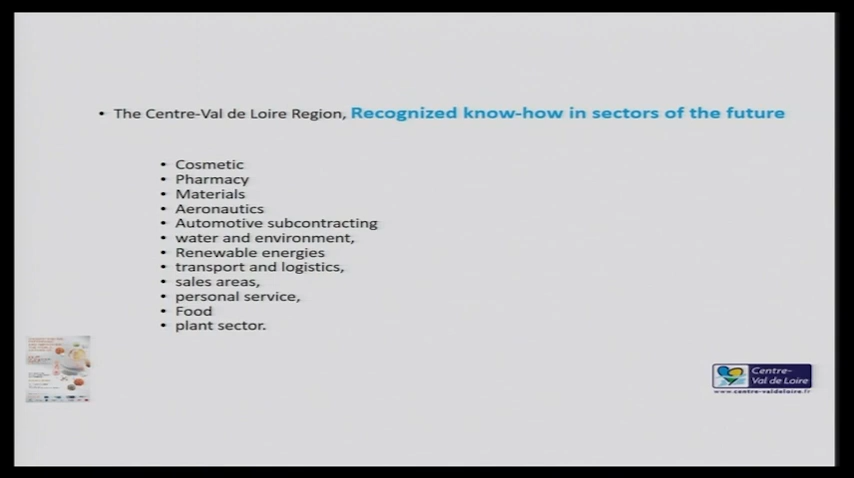 • The Centre-Val de Loire Region, Recognized know-how in sectors of the future
• Cosmetic
• Pharmacy
• Materials
• Aeronautics
• Automotive subcontracting
• water and environment,
• Renewable energies
• transport and logistics,
• sales areas,
• personal service,
• Food
• plant sector.
Centre-
Val de Loire
www.centre-valdeloire.fr